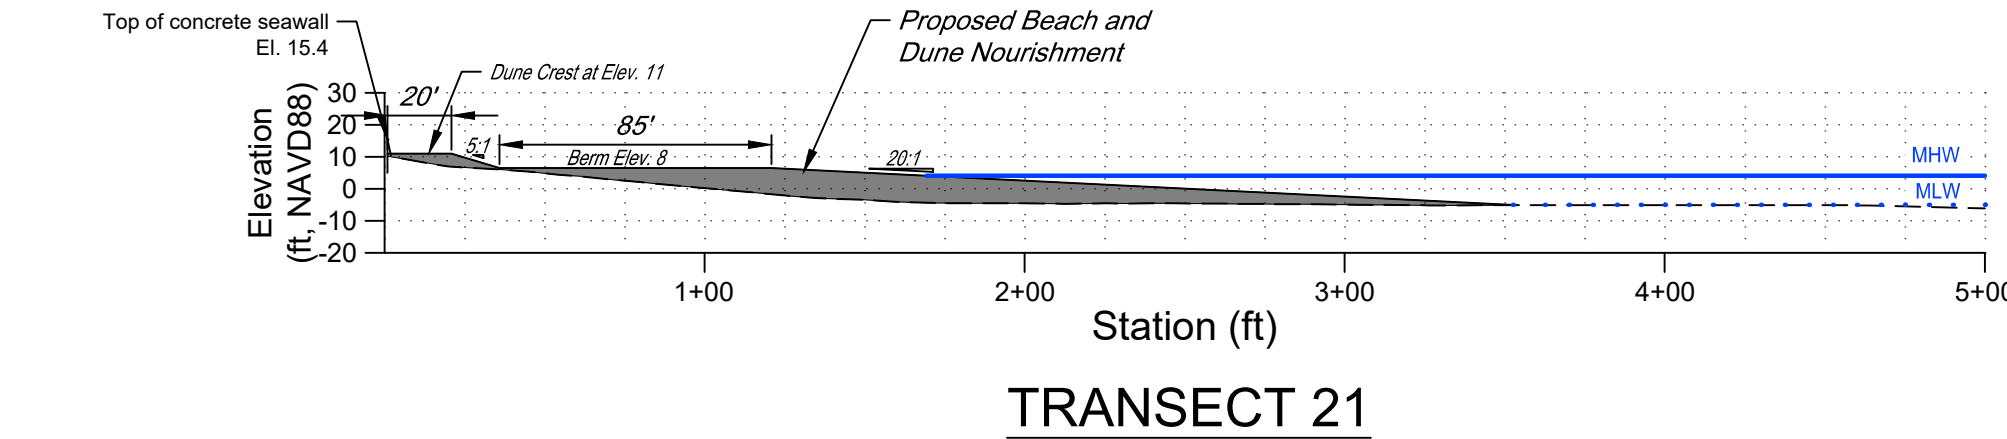 Top of concrete seawall
El. 15.4
Proposed Beach and
Dune Nourishment
Dune Crest at Elev. 11
20'
85'
5:1
Berm Elev. 8
20:1
MHW
MLW
Elevation
(ft, NAVD88)
30
20
10
0
-10
-20
1+00
2+00
3+00
4+00
5+00
Station (ft)
TRANSECT 21